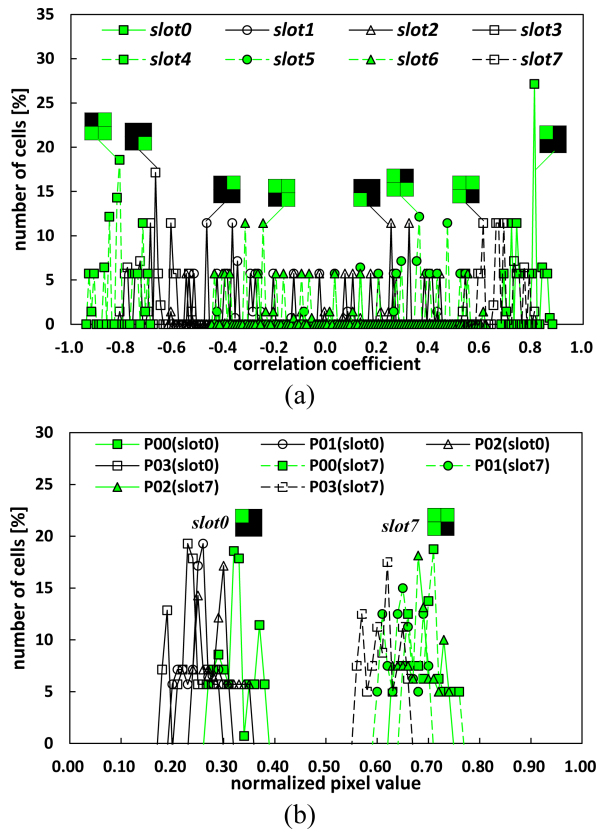 35
30
25
20
15
10
5
0
number of cells [%]
slot0 slot1 slot2 slot3
slot4 slot5 slot6 slot7
-1.0 -0.8 -0.6 -0.4 -0.2 0.0 0.2 0.4 0.6 0.8 1.0
correlation coefficient
(a)
30
25
20
15
10
5
0
number of cells [%]
P00(slot0) P01(slot0) P02(slot0)
P03(slot0) P00(slot7) P01(slot7)
P02(slot7) P03(slot7)
slot0 slot7
0.00 0.10 0.20 0.30 0.40 0.50 0.60 0.70 0.80 0.90 1.00
normalized pixel value
(b)